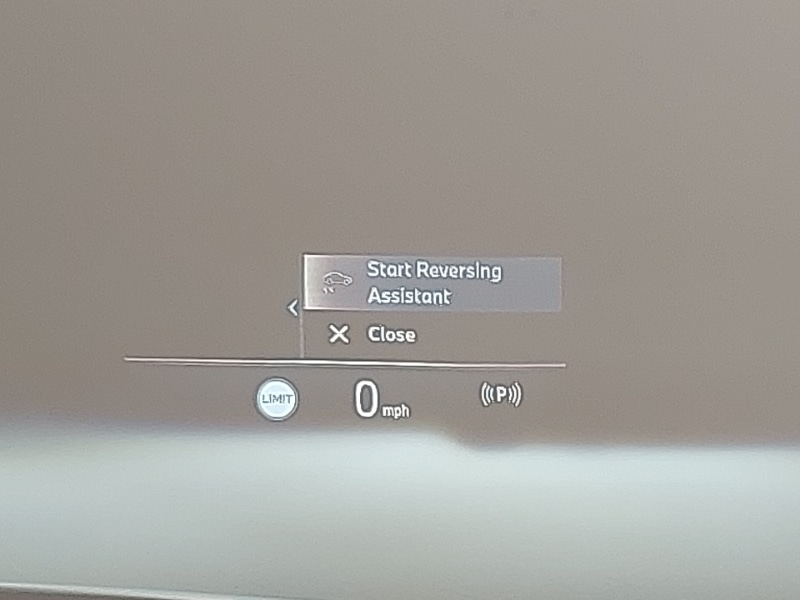 Start Reversing
Assistant
Close
LIMIT 0 mph P